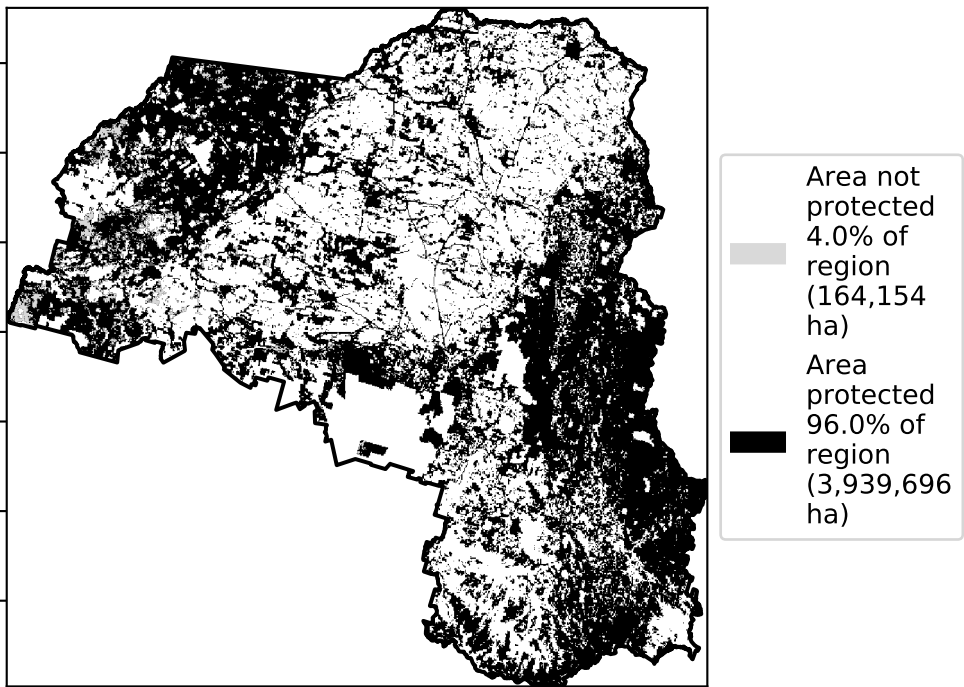 Area not
protected
4.0% of
region
(164,154
ha)
Area
protected
96.0% of
region
(3,939,696
ha)